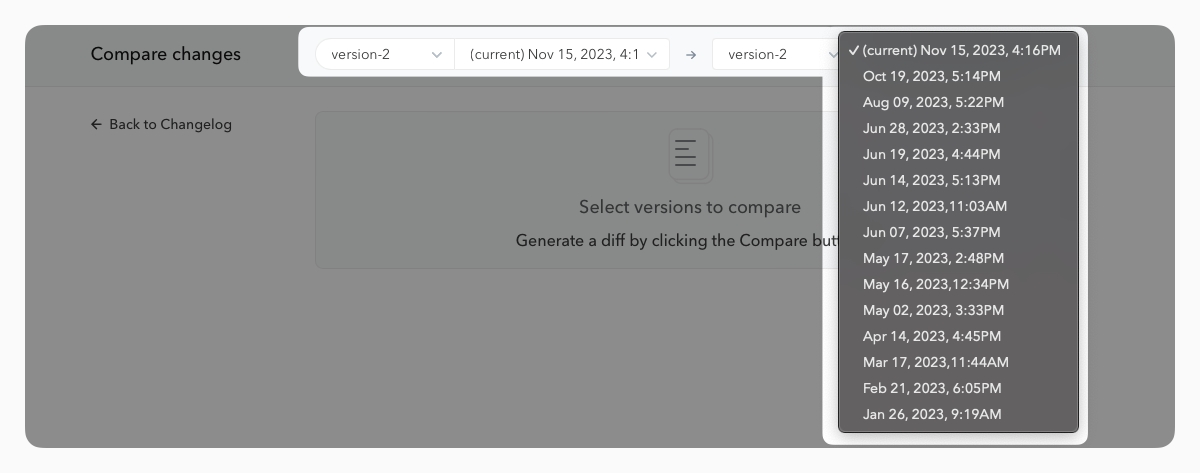 Compare changes
version-2
(current) Nov 15, 2023, 4:1
version-2
← Back to Changelog
Select versions to compare
Generate a diff by clicking the Compare but
✓ (current) Nov 15, 2023, 4:16PM
Oct 19, 2023, 5:14PM
Aug 09, 2023, 5:22PM
Jun 28, 2023, 2:33PM
Jun 19, 2023, 4:44PM
Jun 14, 2023, 5:13PM
Jun 12, 2023,11:03AM
Jun 07, 2023, 5:37PM
May 17, 2023, 2:48PM
May 16, 2023,12:34PM
May 02, 2023, 3:33PM
Apr 14, 2023, 4:45PM
Mar 17, 2023,11:44AM
Feb 21, 2023, 6:05PM
Jan 26, 2023, 9:19AM